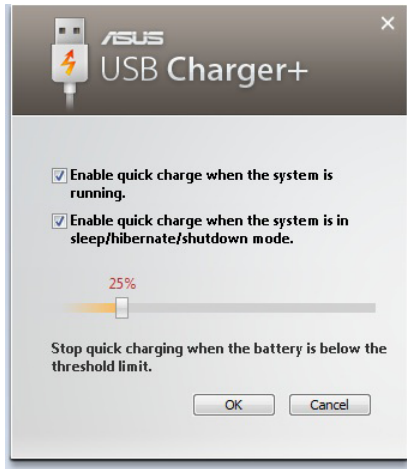 ASUS
USB Charger+
Enable quick charge when the system is
running.
Enable quick charge when the system is in
sleep/hibernate/shutdown mode.
25%
Stop quick charging when the battery is below the
threshold limit.
OK Cancel